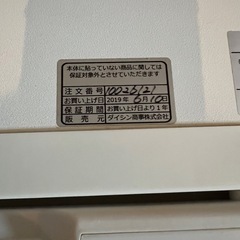 本体に貼っていない商品に関しては
保証対象外とさせていただきます
注文番号 10026121
お買い上げ日 2019年6月10日
保証期間 お買い上げ日より1年
販売元 ダイシン商事株式会社